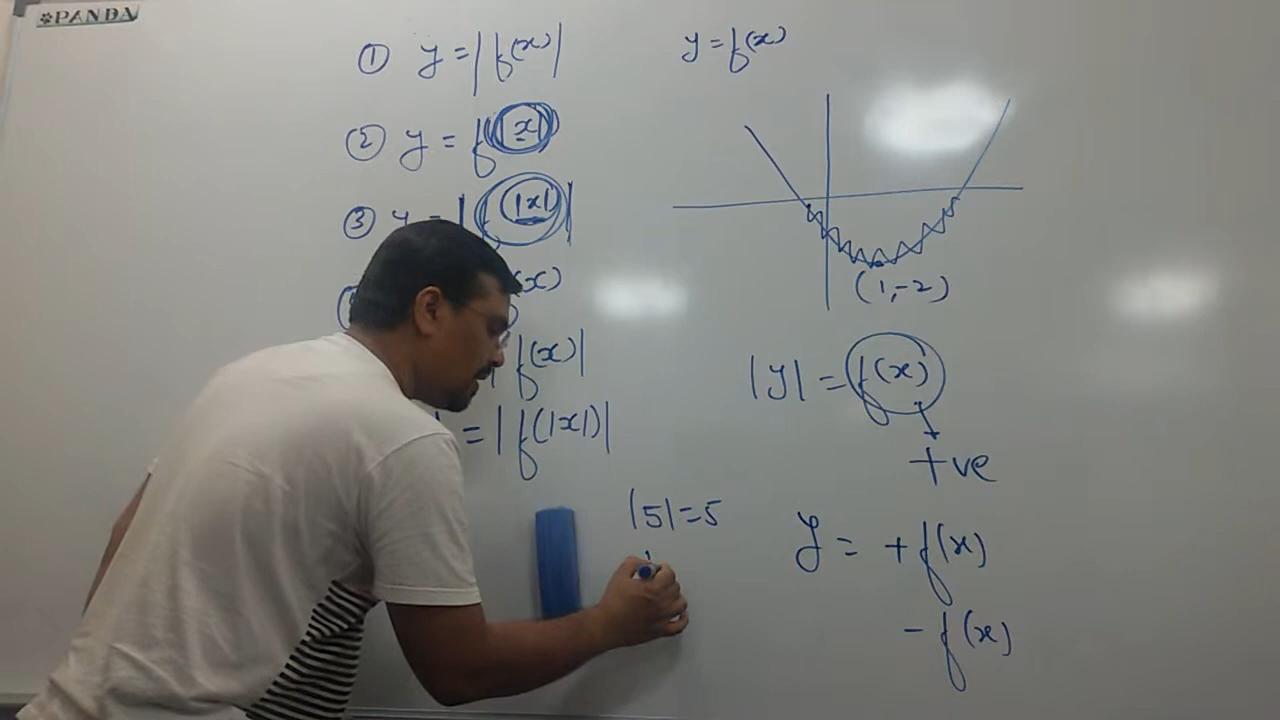 PANDA
① y = |f(x)|
② y = f(|x|)
③ y = |f(|x|)|
(x)
f(x)|
= |f(|x|)|
|5| = 5
y = f(x)
(1, -2)
|y| = f(x)
+ve
y = + f(x)
- f(x)